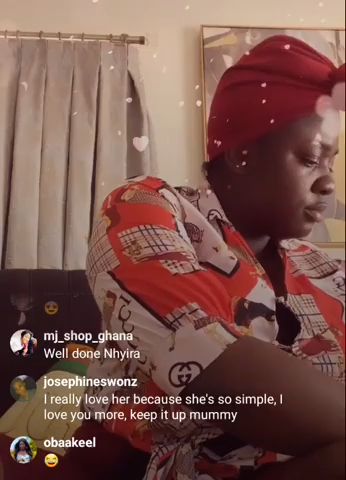 mj_shop_ghana
Well done Nhyira
josephineswonz
I really love her because she's so simple, I
love you more, keep it up mummy
obaakeel